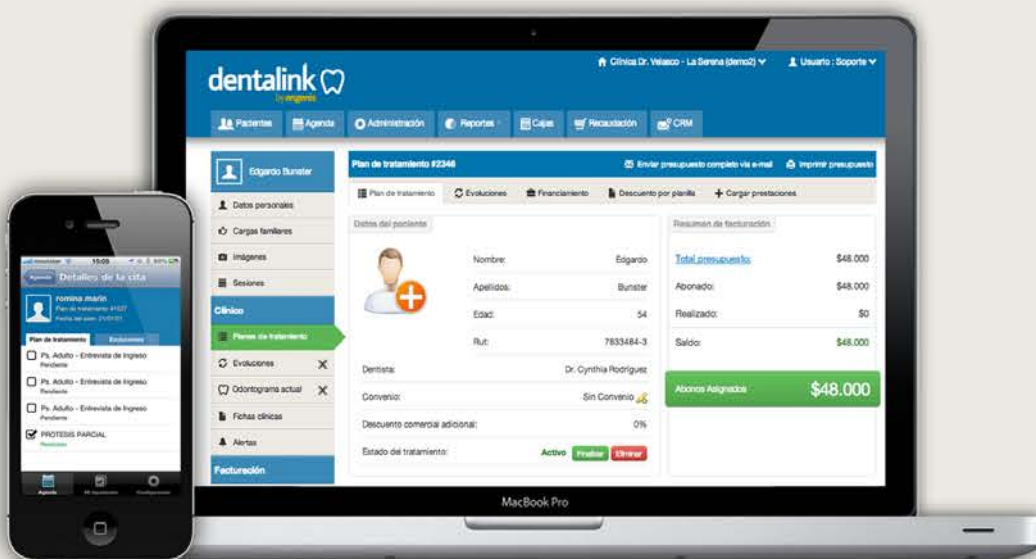 dentalink
Clínica Dr. Velasco - La Serena (demo2)
Usuario : Soporte
Pacientes
Agenda
Administración
Reportes
Cajas
Recaudación
CRM
Edgardo Bunster
Datos personales
Cargas familiares
Imágenes
Sesiones
Clínico
Planes de tratamiento
Evoluciones
Odontograma actual
Fichas clínicas
Alertas
Facturación
Plan de tratamiento #2346
Enviar presupuesto completo vía e-mail
Imprimir presupuesto
Plan de tratamiento
Evoluciones
Financiamiento
Descuento por planilla
Cargar prestaciones
Datos del paciente
Nombre: Edgardo
Apellidos: Bunster
Edad: 54
Rut: 7833484-3
Dentista: Dr. Cynthia Rodríguez
Convenio: Sin Convenio
Descuento comercial adicional: 0%
Estado del tratamiento: Activo Finalizar Eliminar
Resumen de facturación
Total presupuesto: $48.000
Abonado: $48.000
Realizado: $0
Saldo: $48.000
Abonos Asignados $48.000
MacBook Pro
15:05
Agenda
Detalles de la cita
romina marin
Plan de tratamiento
Evoluciones
Ps. Adulto - Entrevista de Ingreso
Pendiente
Ps. Adulto - Entrevista de Ingreso
Pendiente
Ps. Adulto - Entrevista de Ingreso
Pendiente
PROTESIS PARCIAL
Agenda